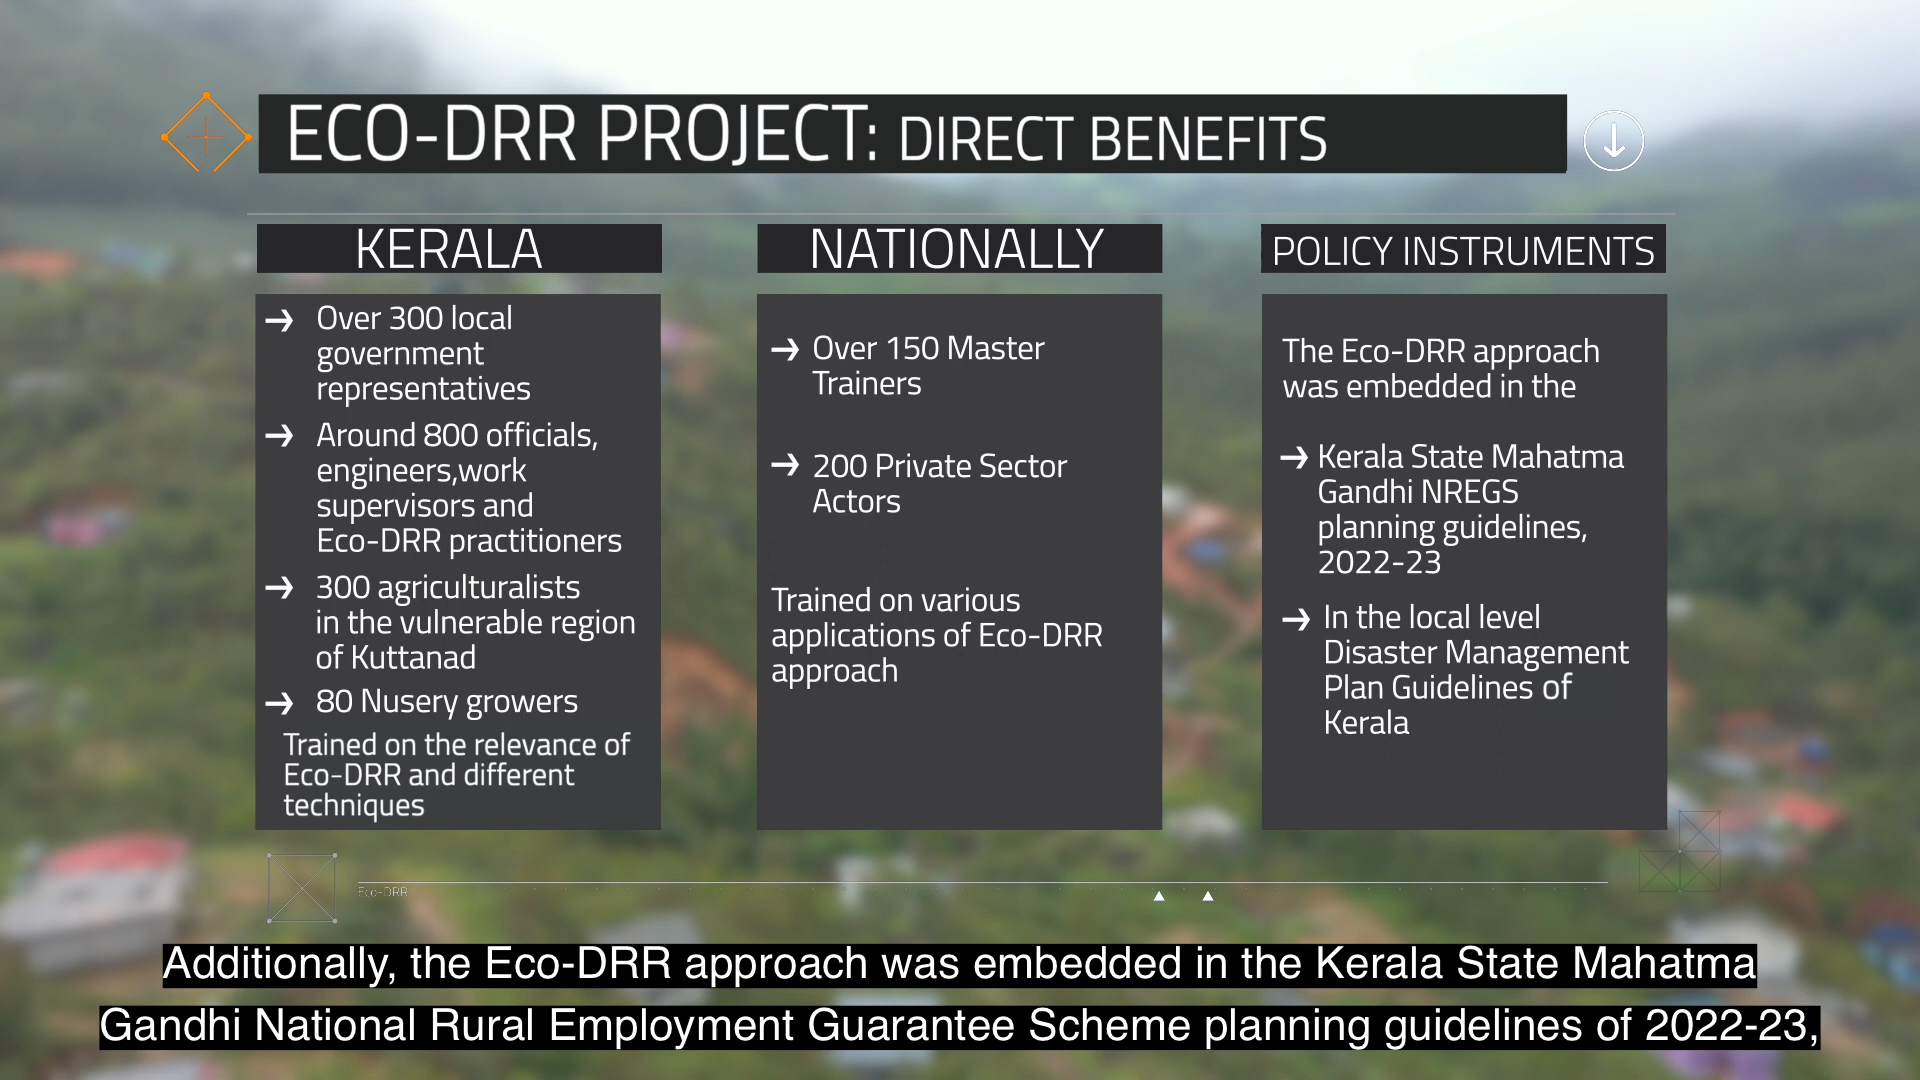 ECO-DRR PROJECT: DIRECT BENEFITS
KERALA
Over 300 local
government
representatives
Around 800 officials,
engineers,work
supervisors and
Eco-DRR practitioners
300 agriculturalists
in the vulnerable region
of Kuttanad
80 Nusery growers
Trained on the relevance of
Eco-DRR and different
techniques
NATIONALLY
Over 150 Master
Trainers
200 Private Sector
Actors
Trained on various
applications of Eco-DRR
approach
POLICY INSTRUMENTS
The Eco-DRR approach
was embedded in the
Kerala State Mahatma
Gandhi NREGS
planning guidelines,
2022-23
In the local level
Disaster Management
Plan Guidelines of
Kerala
Eco-DRR
Additionally, the Eco-DRR approach was embedded in the Kerala State Mahatma
Gandhi National Rural Employment Guarantee Scheme planning guidelines of 2022-23,